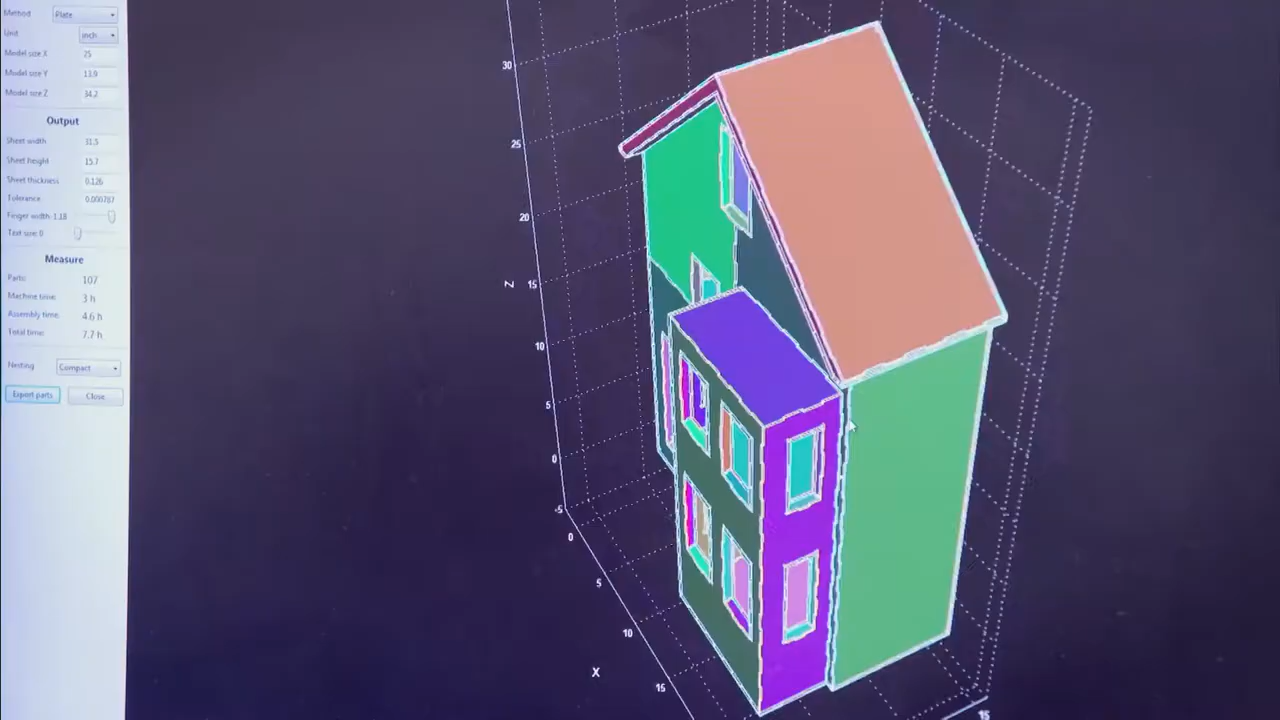 Method Plate
Unit inch
Model size X 25
Model size Y 13.9
Model size Z 34.2
Output
Sheet width 31.5
Sheet height 15.7
Sheet thickness 0.126
Tolerance 0.000787
Finger width 1.18
Text size 0
Measure
Parts: 107
Machine time: 3 h
Assembly time: 4.6 h
Total time: 7.7 h
Nesting Compact
Export parts Close
30
25
20
Z 15
10
5
0
-5
0
5
10
X
15
15